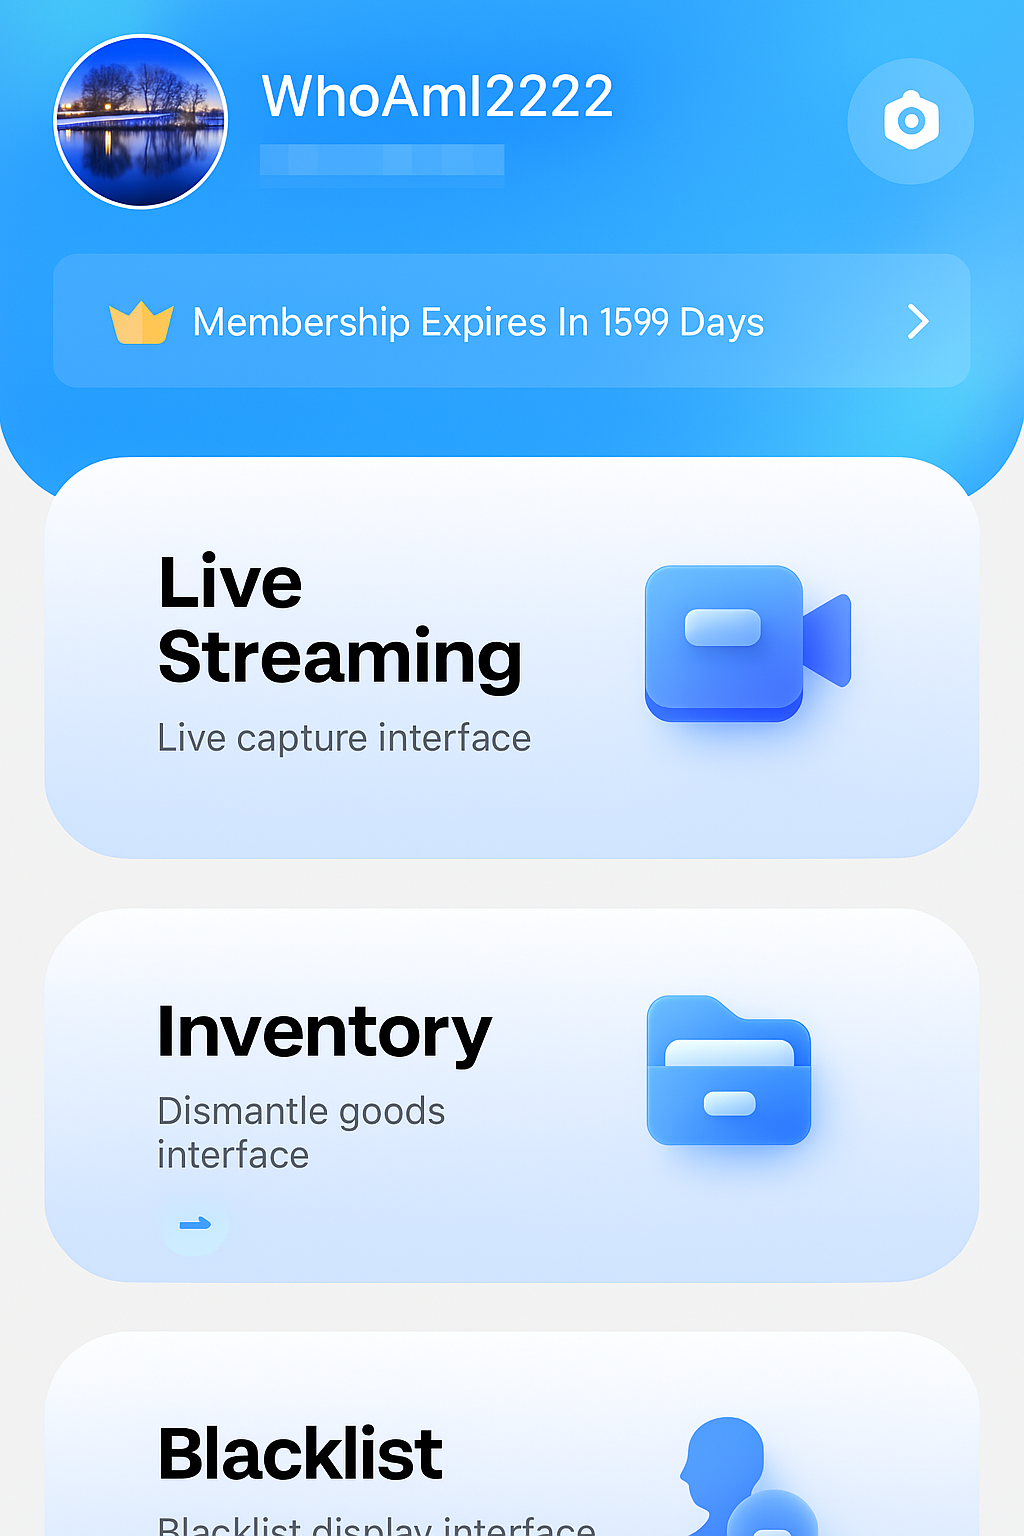 WhoAmI2222
Membership Expires In 1599 Days
Live
Streaming
Live capture interface
Inventory
Dismantle goods
interface
Blacklist
Blacklist display interface